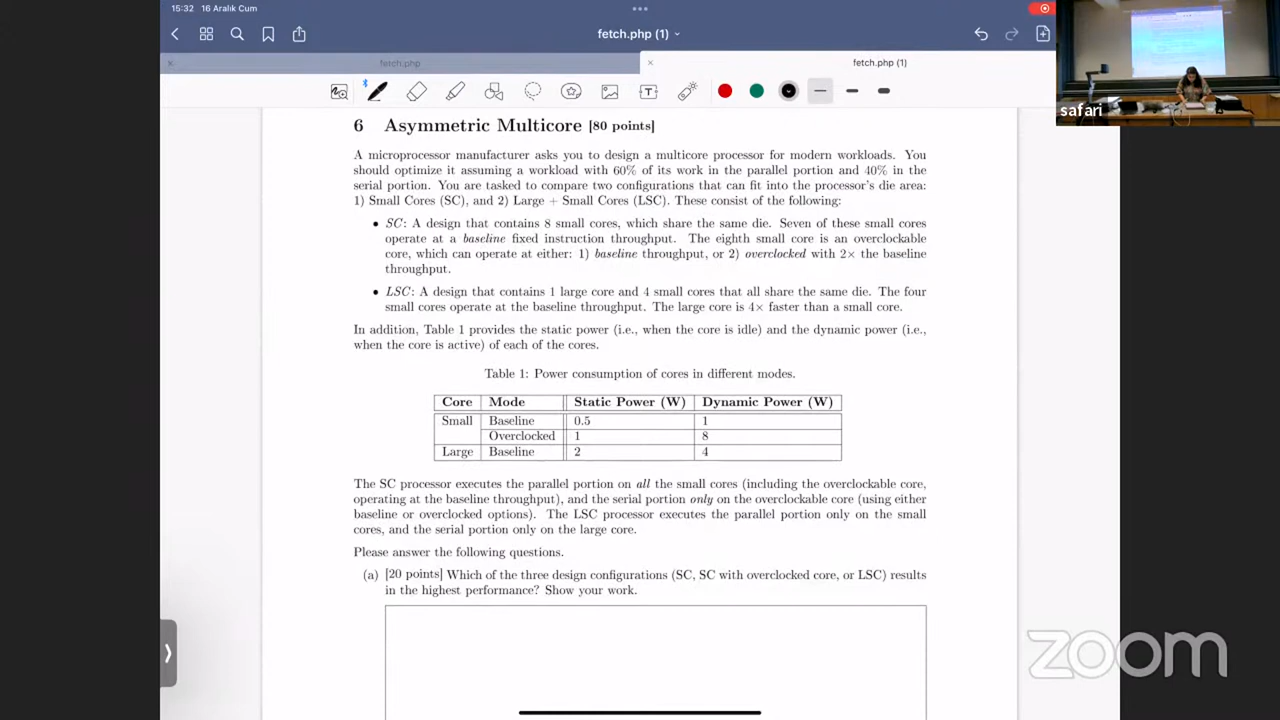 15:32 16 Aralık Cum
fetch.php (1)
fetch.php
fetch.php (1)
safari
6 Asymmetric Multicore [80 points]
A microprocessor manufacturer asks you to design a multicore processor for modern workloads. You
should optimize it assuming a workload with 60% of its work in the parallel portion and 40% in the
serial portion. You are tasked to compare two configurations that can fit into the processor's die area:
1) Small Cores (SC), and 2) Large + Small Cores (LSC). These consist of the following:
• SC: A design that contains 8 small cores, which share the same die. Seven of these small cores
operate at a baseline fixed instruction throughput. The eighth small core is an overclockable
core, which can operate at either: 1) baseline throughput, or 2) overclocked with 2× the baseline
throughput.
• LSC: A design that contains 1 large core and 4 small cores that all share the same die. The four
small cores operate at the baseline throughput. The large core is 4× faster than a small core.
In addition, Table 1 provides the static power (i.e., when the core is idle) and the dynamic power (i.e.,
when the core is active) of each of the cores.
Table 1: Power consumption of cores in different modes.
Core Mode Static Power (W) Dynamic Power (W)
Small Baseline 0.5 1
Overclocked 1 8
Large Baseline 2 4
The SC processor executes the parallel portion on all the small cores (including the overclockable core,
operating at the baseline throughput), and the serial portion only on the overclockable core (using either
baseline or overclocked options). The LSC processor executes the parallel portion only on the small
cores, and the serial portion only on the large core.
Please answer the following questions.
(a) [20 points] Which of the three design configurations (SC, SC with overclocked core, or LSC) results
in the highest performance? Show your work.
zoom